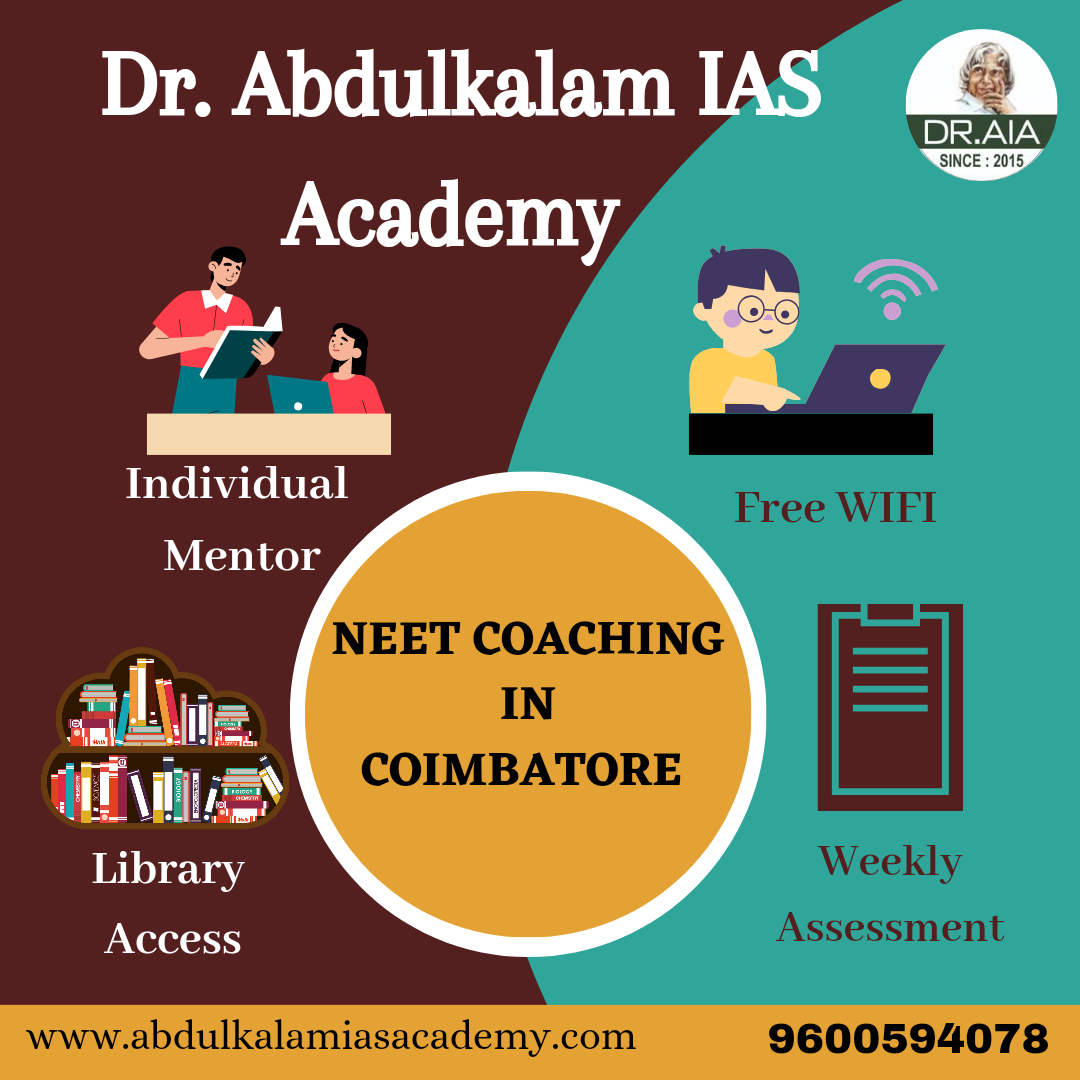 Dr. Abdulkalam IAS
Academy
DR.AIA
SINCE : 2015
Individual
Mentor
Free WIFI
NEET COACHING
IN
COIMBATORE
Library
Access
Weekly
Assessment
www.abdulkalamiasacademy.com
9600594078